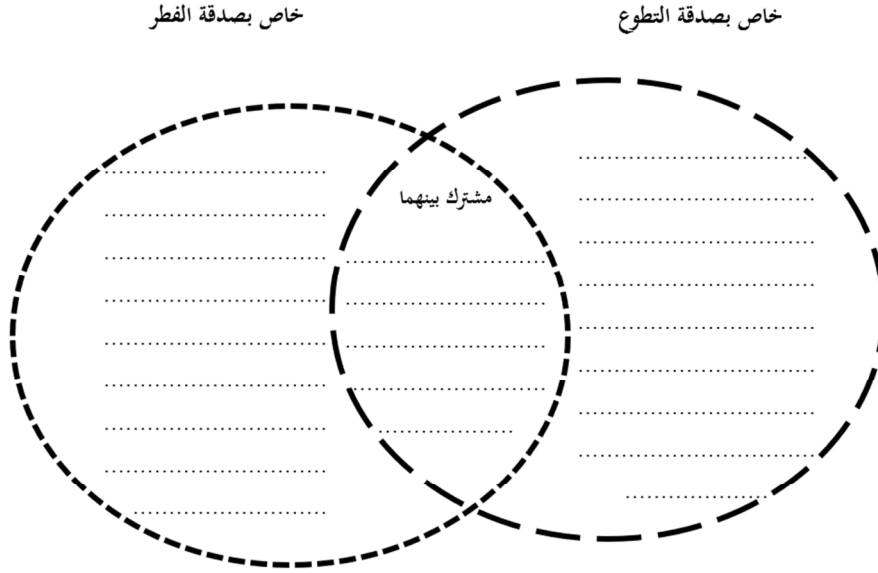 خاص بصدقة التطوع
خاص بصدقة الفطر
مشترك بينهما